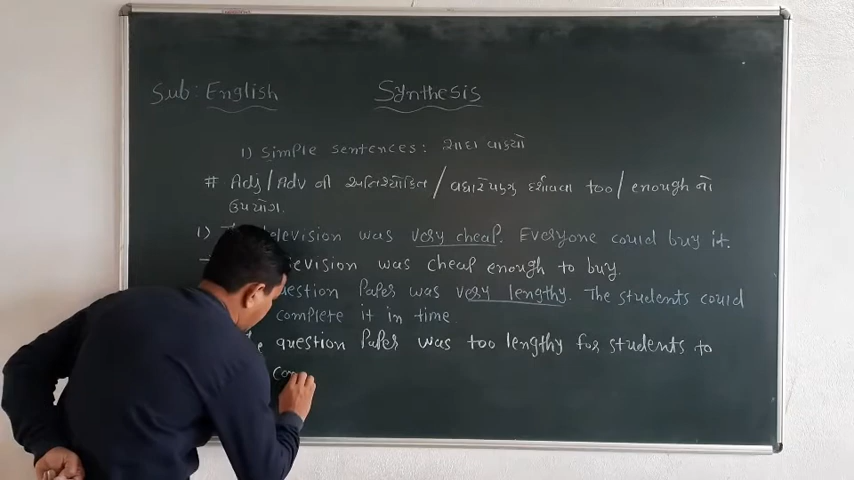 Sub: English
Synthesis
1) Simple sentences: સાદા વાક્યો
# Adj/Adv ની અતિશ્યોક્તિ / વધારેપડતુ દર્શાવવા too/enough નો
ઉપયોગ.
1) television was very cheap. Everyone could buy it.
television was cheap enough to buy.
question Paper was very lengthy. The students could
complete it in time.
question Paper was too lengthy for students to
com